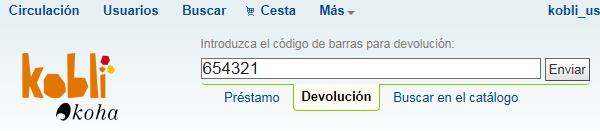 Circulación Usuarios Buscar Cesta Más kobli_us
Introduzca el código de barras para devolución:
654321 Enviar
Préstamo Devolución Buscar en el catálogo
kobli
koha